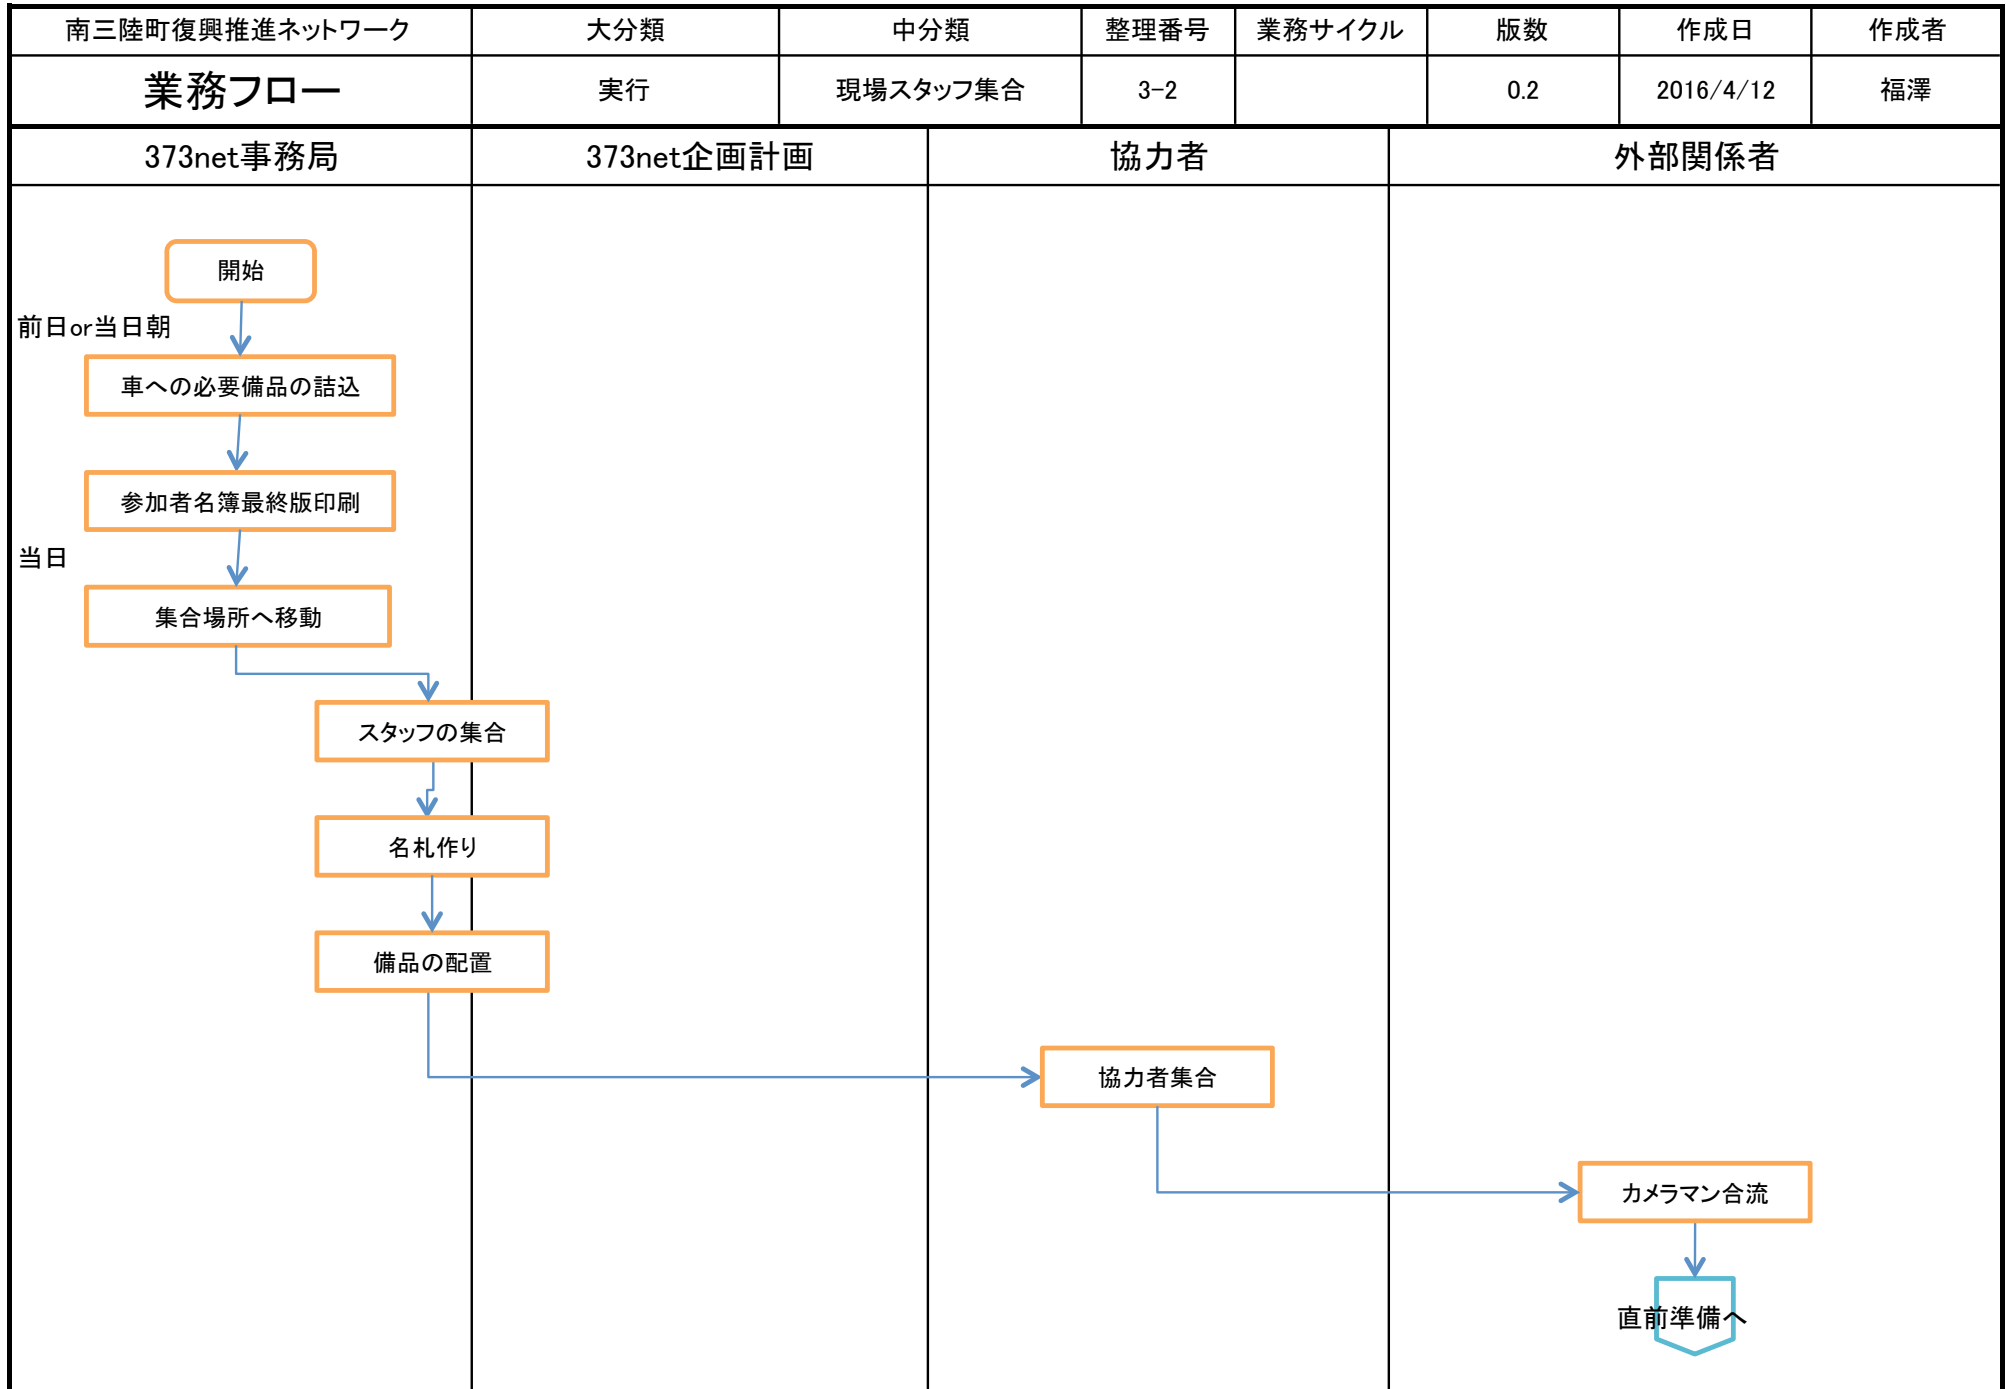 南三陸町復興推進ネットワーク 大分類 中分類 整理番号 業務サイクル 版数 作成日 作成者
業務フロー 実行 現場スタッフ集合 3-2 0.2 2016/4/12 福澤
373net事務局 373net企画計画 協力者 外部関係者
開始
前日or当日朝
車への必要備品の詰込
参加者名簿最終版印刷
当日
集合場所へ移動
スタッフの集合
名札作り
備品の配置
協力者集合
カメラマン合流
直前準備へ